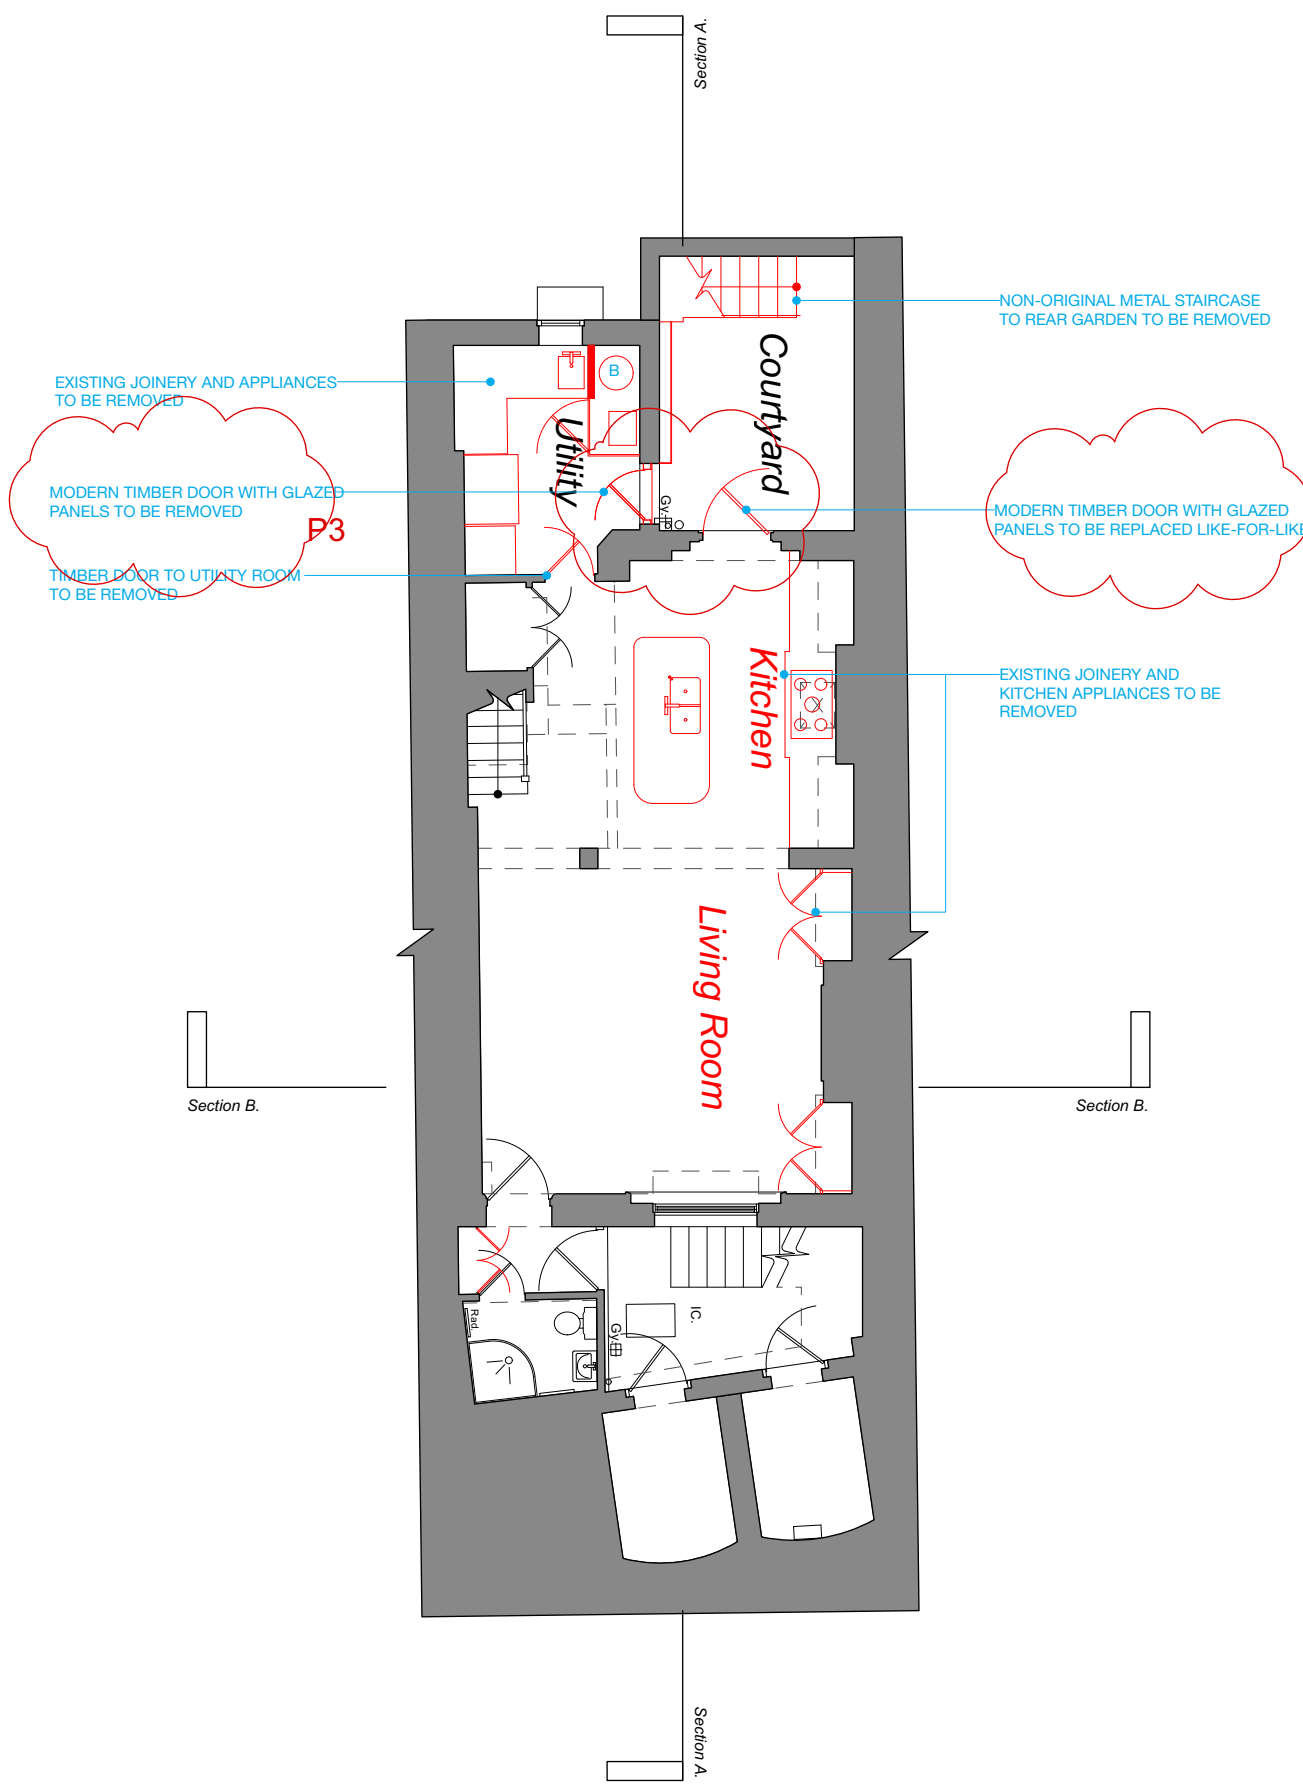 Section A.
NON-ORIGINAL METAL STAIRCASE
TO REAR GARDEN TO BE REMOVED
Courtyard
EXISTING JOINERY AND APPLIANCES
TO BE REMOVED
B
Utility
MODERN TIMBER DOOR WITH GLAZED
PANELS TO BE REMOVED
P3
Gy.
MODERN TIMBER DOOR WITH GLAZED
PANELS TO BE REPLACED LIKE-FOR-LIKE
TIMBER DOOR TO UTILITY ROOM
TO BE REMOVED
Kitchen
EXISTING JOINERY AND
KITCHEN APPLIANCES TO BE
REMOVED
Living Room
Section B.
Section B.
Rad.
IC.
Gy.
Section A.